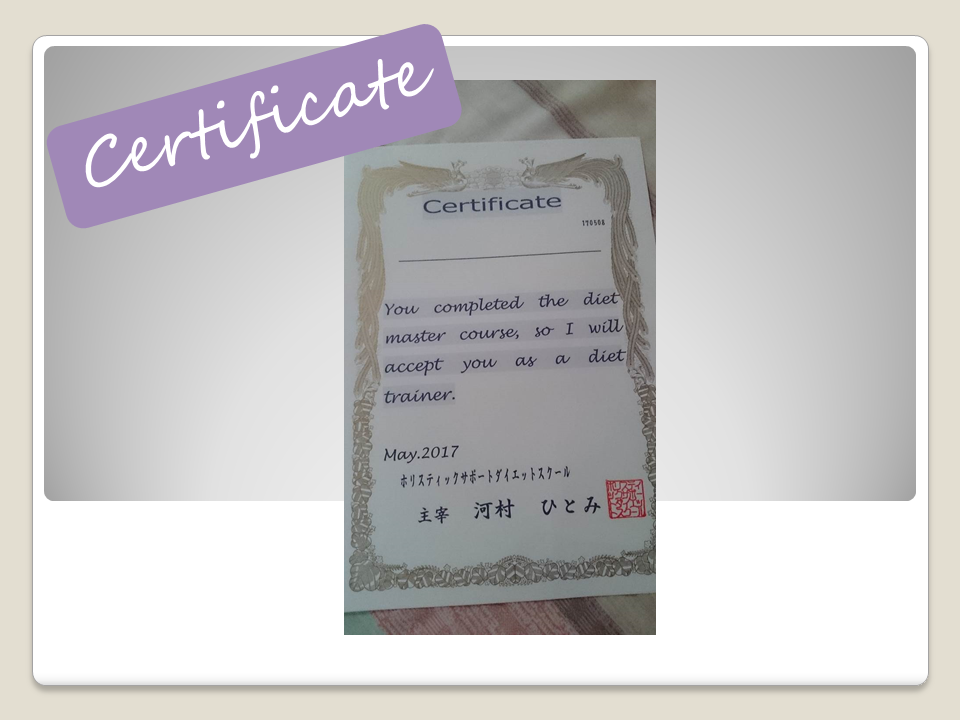 Certificate
Certificate
170508
You completed the diet
master course, so I will
accept you as a diet
trainer.
May.2017
ホリスティックサポートダイエットスクール
主宰 河村 ひとみ